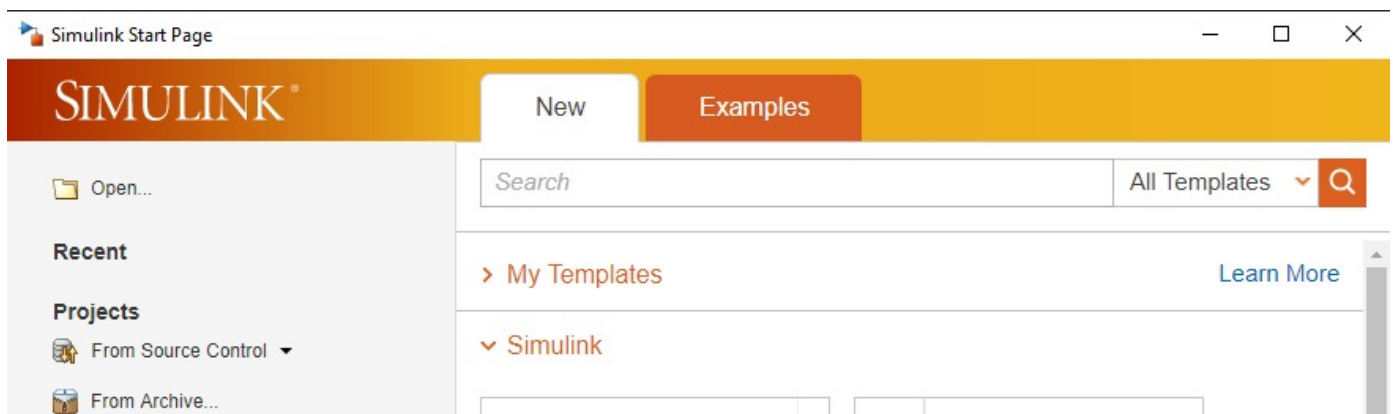 Simulink Start Page
SIMULINK®
New
Examples
Open...
Recent
Projects
From Source Control
From Archive...
Search
All Templates
My Templates
Learn More
Simulink